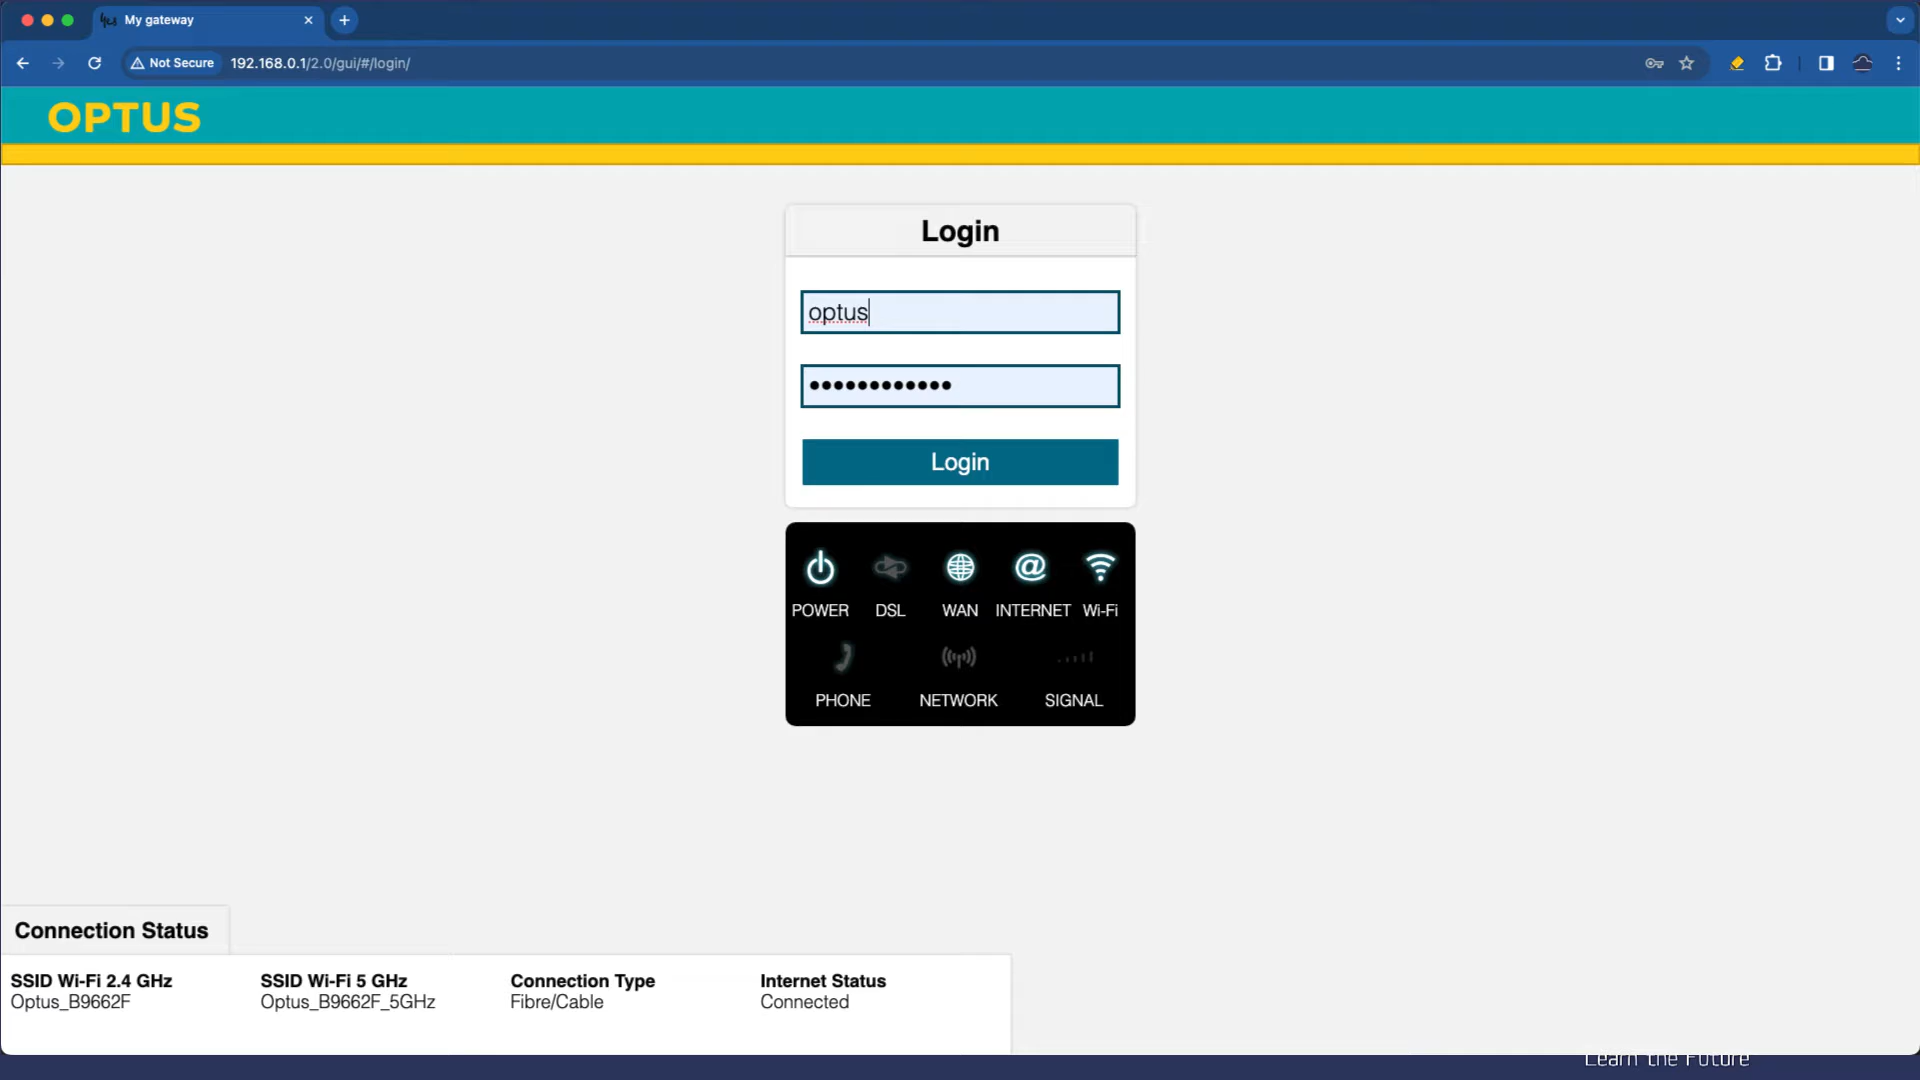 My gateway
Not Secure
192.168.0.1/2.0/gui/#/login/
OPTUS
Login
optus
Login
POWER DSL WAN INTERNET Wi-Fi
PHONE NETWORK SIGNAL
Connection Status
SSID Wi-Fi 2.4 GHz SSID Wi-Fi 5 GHz Connection Type Internet Status
Optus_B9662F Optus_B9662F_5GHz Fibre/Cable Connected
Learn the Future